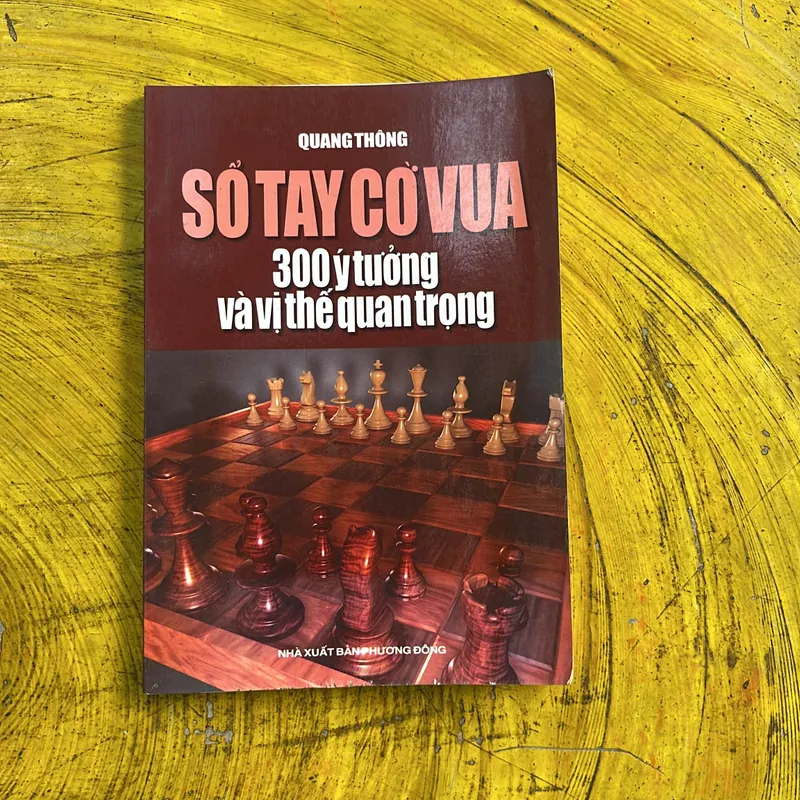 QUANG THÔNG
SỔ TAY CỜ VUA
300 ý tưởng
và vị thế quan trọng
NHÀ XUẤT BẢN PHƯƠNG ĐÔNG